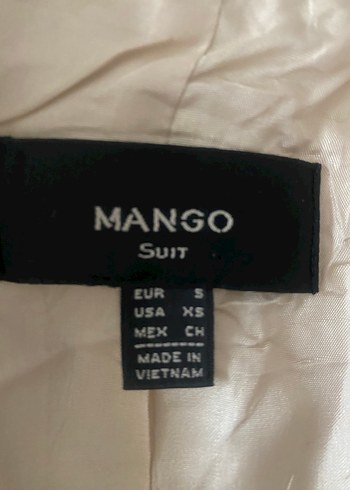 MANGO
SUIT
EUR S
USA XS
MEX CH
MADE IN
VIETNAM